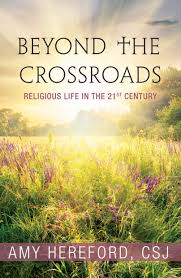 BEYOND THE
CROSSROADS
RELIGIOUS LIFE IN THE 21ST CENTURY
AMY HEREFORD, CSJ